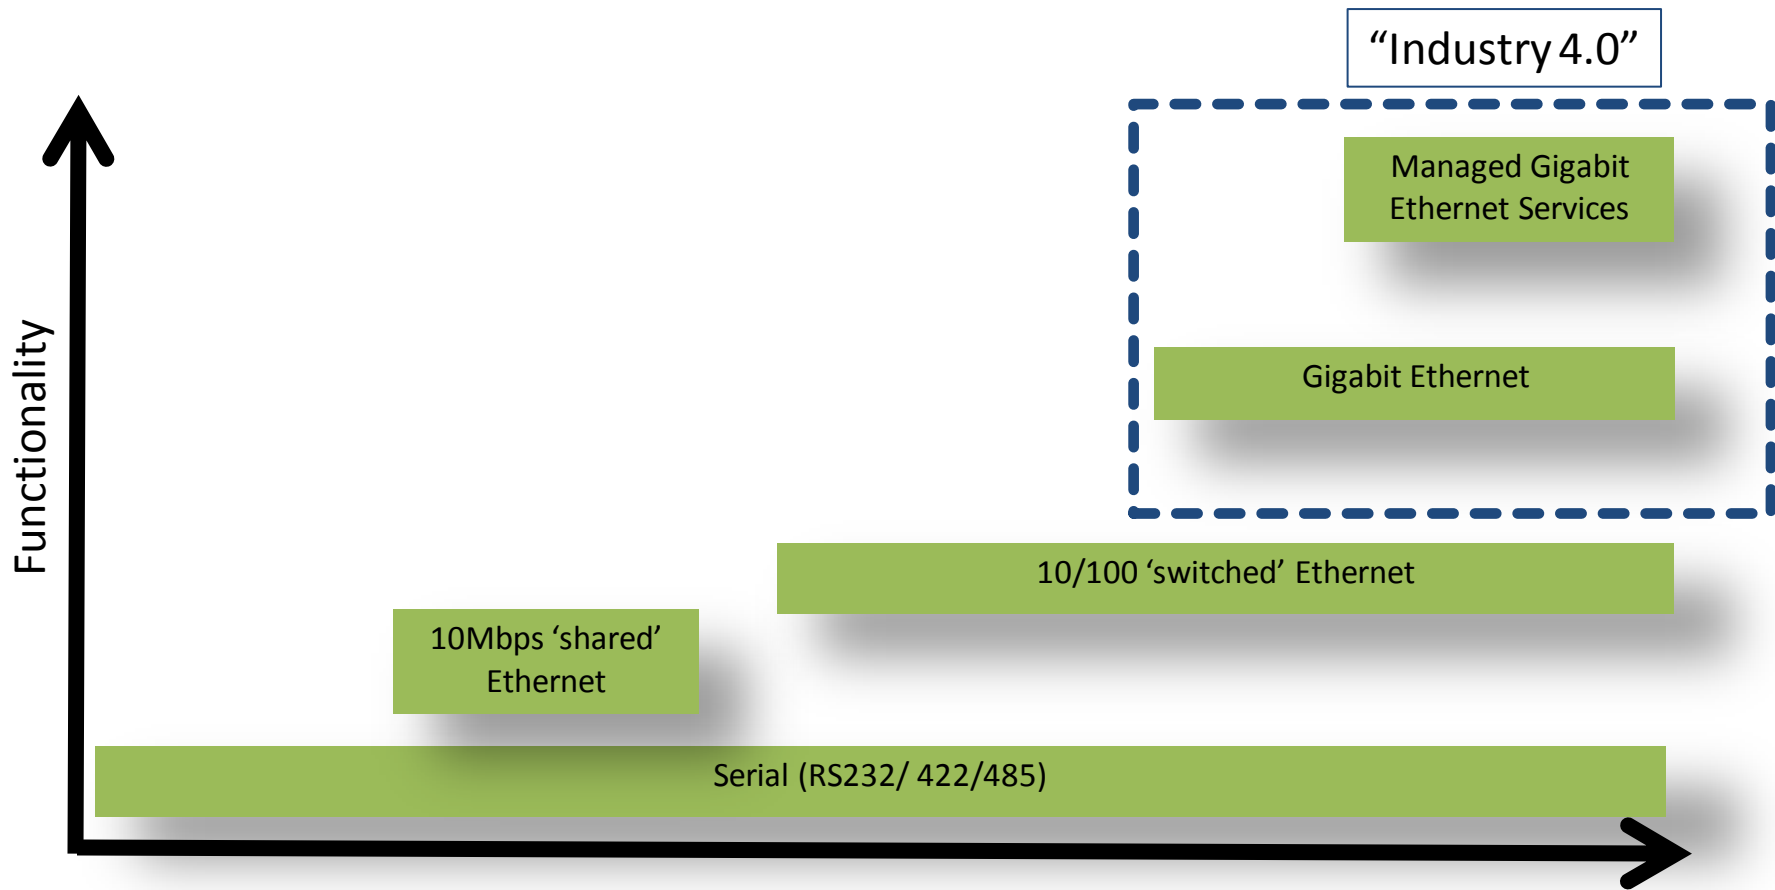 “Industry 4.0”
Managed Gigabit
Ethernet Services
Gigabit Ethernet
Functionality
10/100 ‘switched’ Ethernet
10Mbps ‘shared’
Ethernet
Serial (RS232/ 422/485)